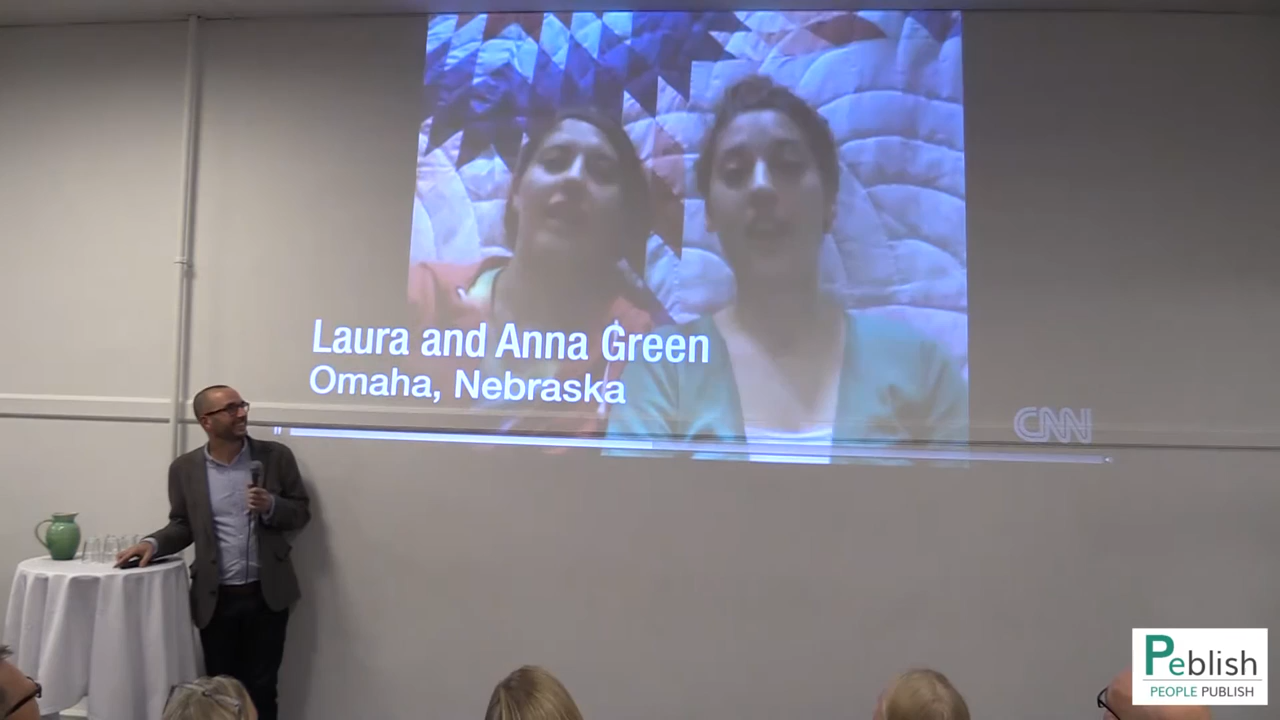 Laura and Anna Green
Omaha, Nebraska
CNN
Peblish
PEOPLE PUBLISH